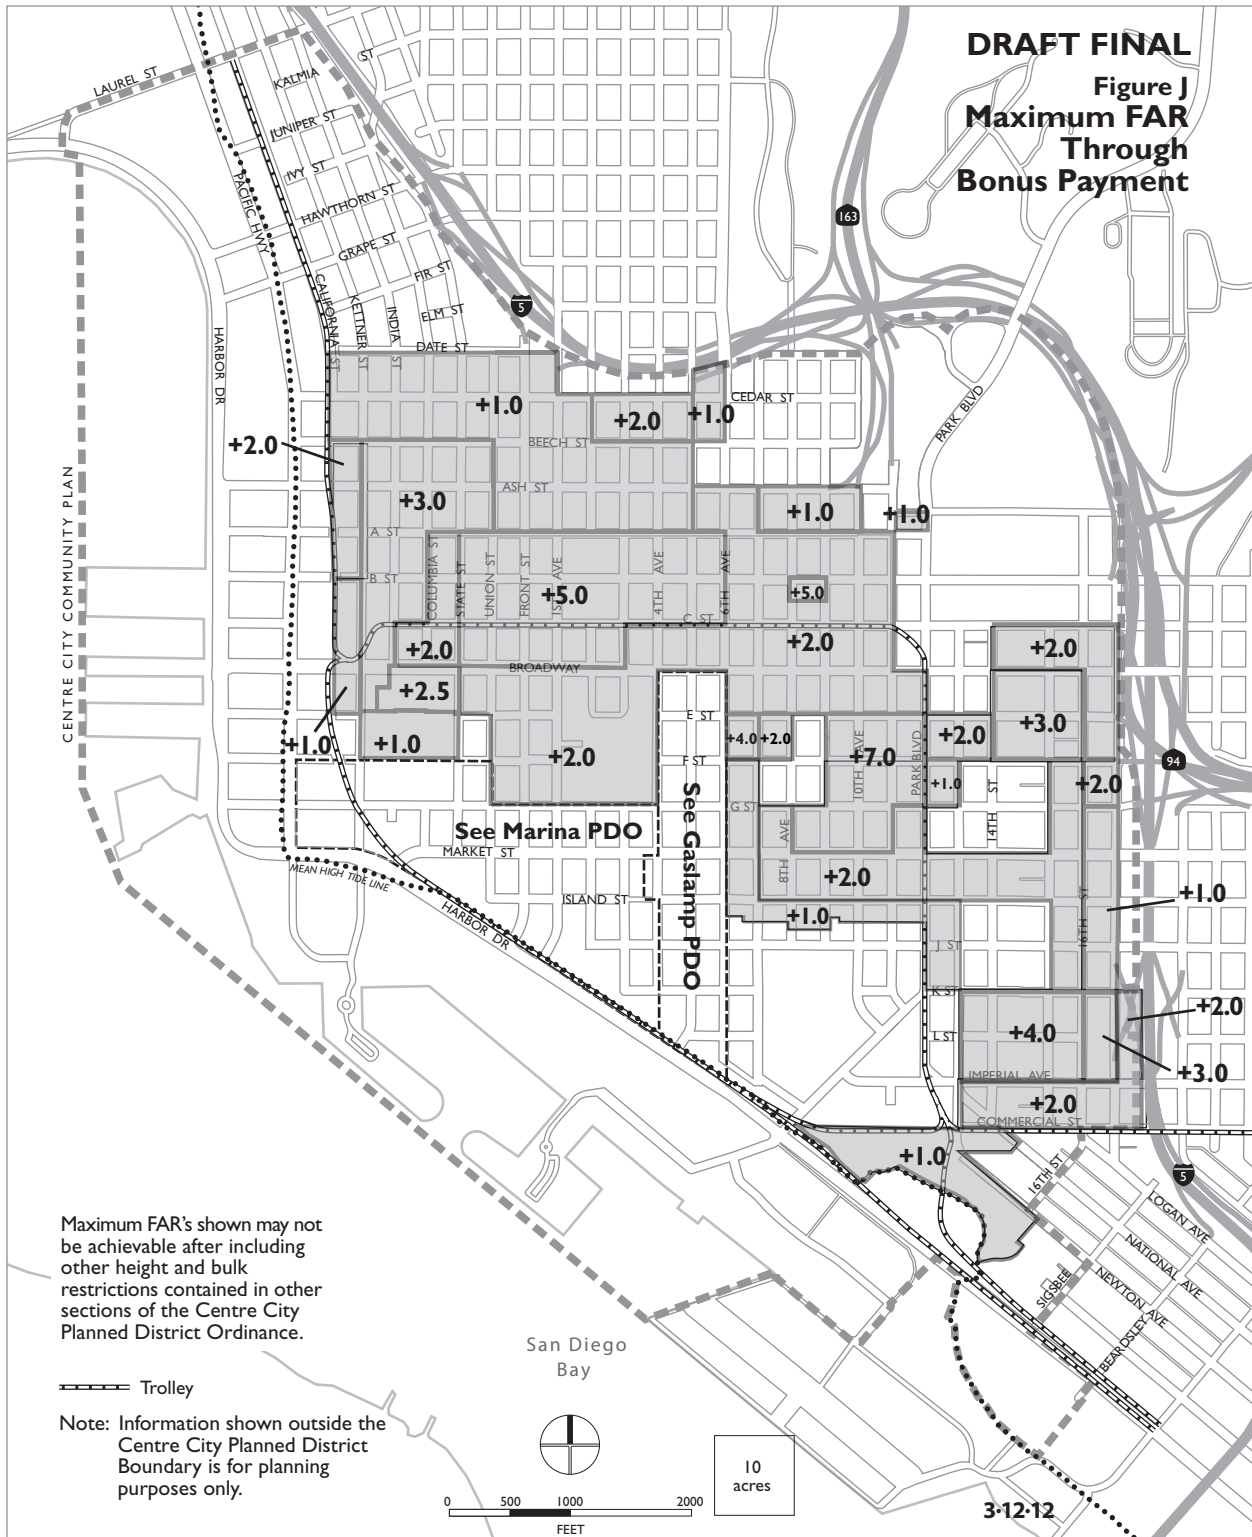 DRAFT FINAL
Figure J
Maximum FAR
Through
Bonus Payment
LAUREL ST
KALMIA
ST
JUNIPER ST
IVY ST
HAWTHORN ST
GRAPE ST
FIR ST
ELM ST
DATE ST
PACIFIC HWY
CALIFORNIA ST
KETTNER ST
INDIA ST
HARBOR DR
163
5
CEDAR ST
PARK BLVD
+1.0
+2.0
+1.0
BEECH ST
+2.0
ASH ST
+3.0
+1.0
+1.0
A ST
B ST
COLUMBIA ST
STATE ST
UNION ST
FRONT ST
1ST AVE
4TH AVE
6TH AVE
+5.0
+5.0
C ST
+2.0
+2.0
+2.0
BROADWAY
+2.5
CENTRE CITY COMMUNITY PLAN
E ST
+4.0
+2.0
+7.0
10TH AVE
PARK BLVD
+2.0
+3.0
+1.0
+1.0
+2.0
F ST
94
+1.0
14TH ST
+2.0
G ST
See Marina PDO
See Gaslamp PDO
MARKET ST
8TH AVE
+2.0
MEAN HIGH TIDE LINE
ISLAND ST
+1.0
16TH ST
+1.0
HARBOR DR
J ST
K ST
+2.0
L ST
+4.0
+3.0
IMPERIAL AVE
+2.0
COMMERCIAL ST
+1.0
16TH ST
5
LOGAN AVE
NATIONAL AVE
NEWTON AVE
SIGSBEE
BEARDSLEY
Maximum FAR's shown may not
be achievable after including
other height and bulk
restrictions contained in other
sections of the Centre City
Planned District Ordinance.
San Diego
Bay
Trolley
Note: Information shown outside the
Centre City Planned District
Boundary is for planning
purposes only.
10
acres
0 500 1000 2000
FEET
3·12·12